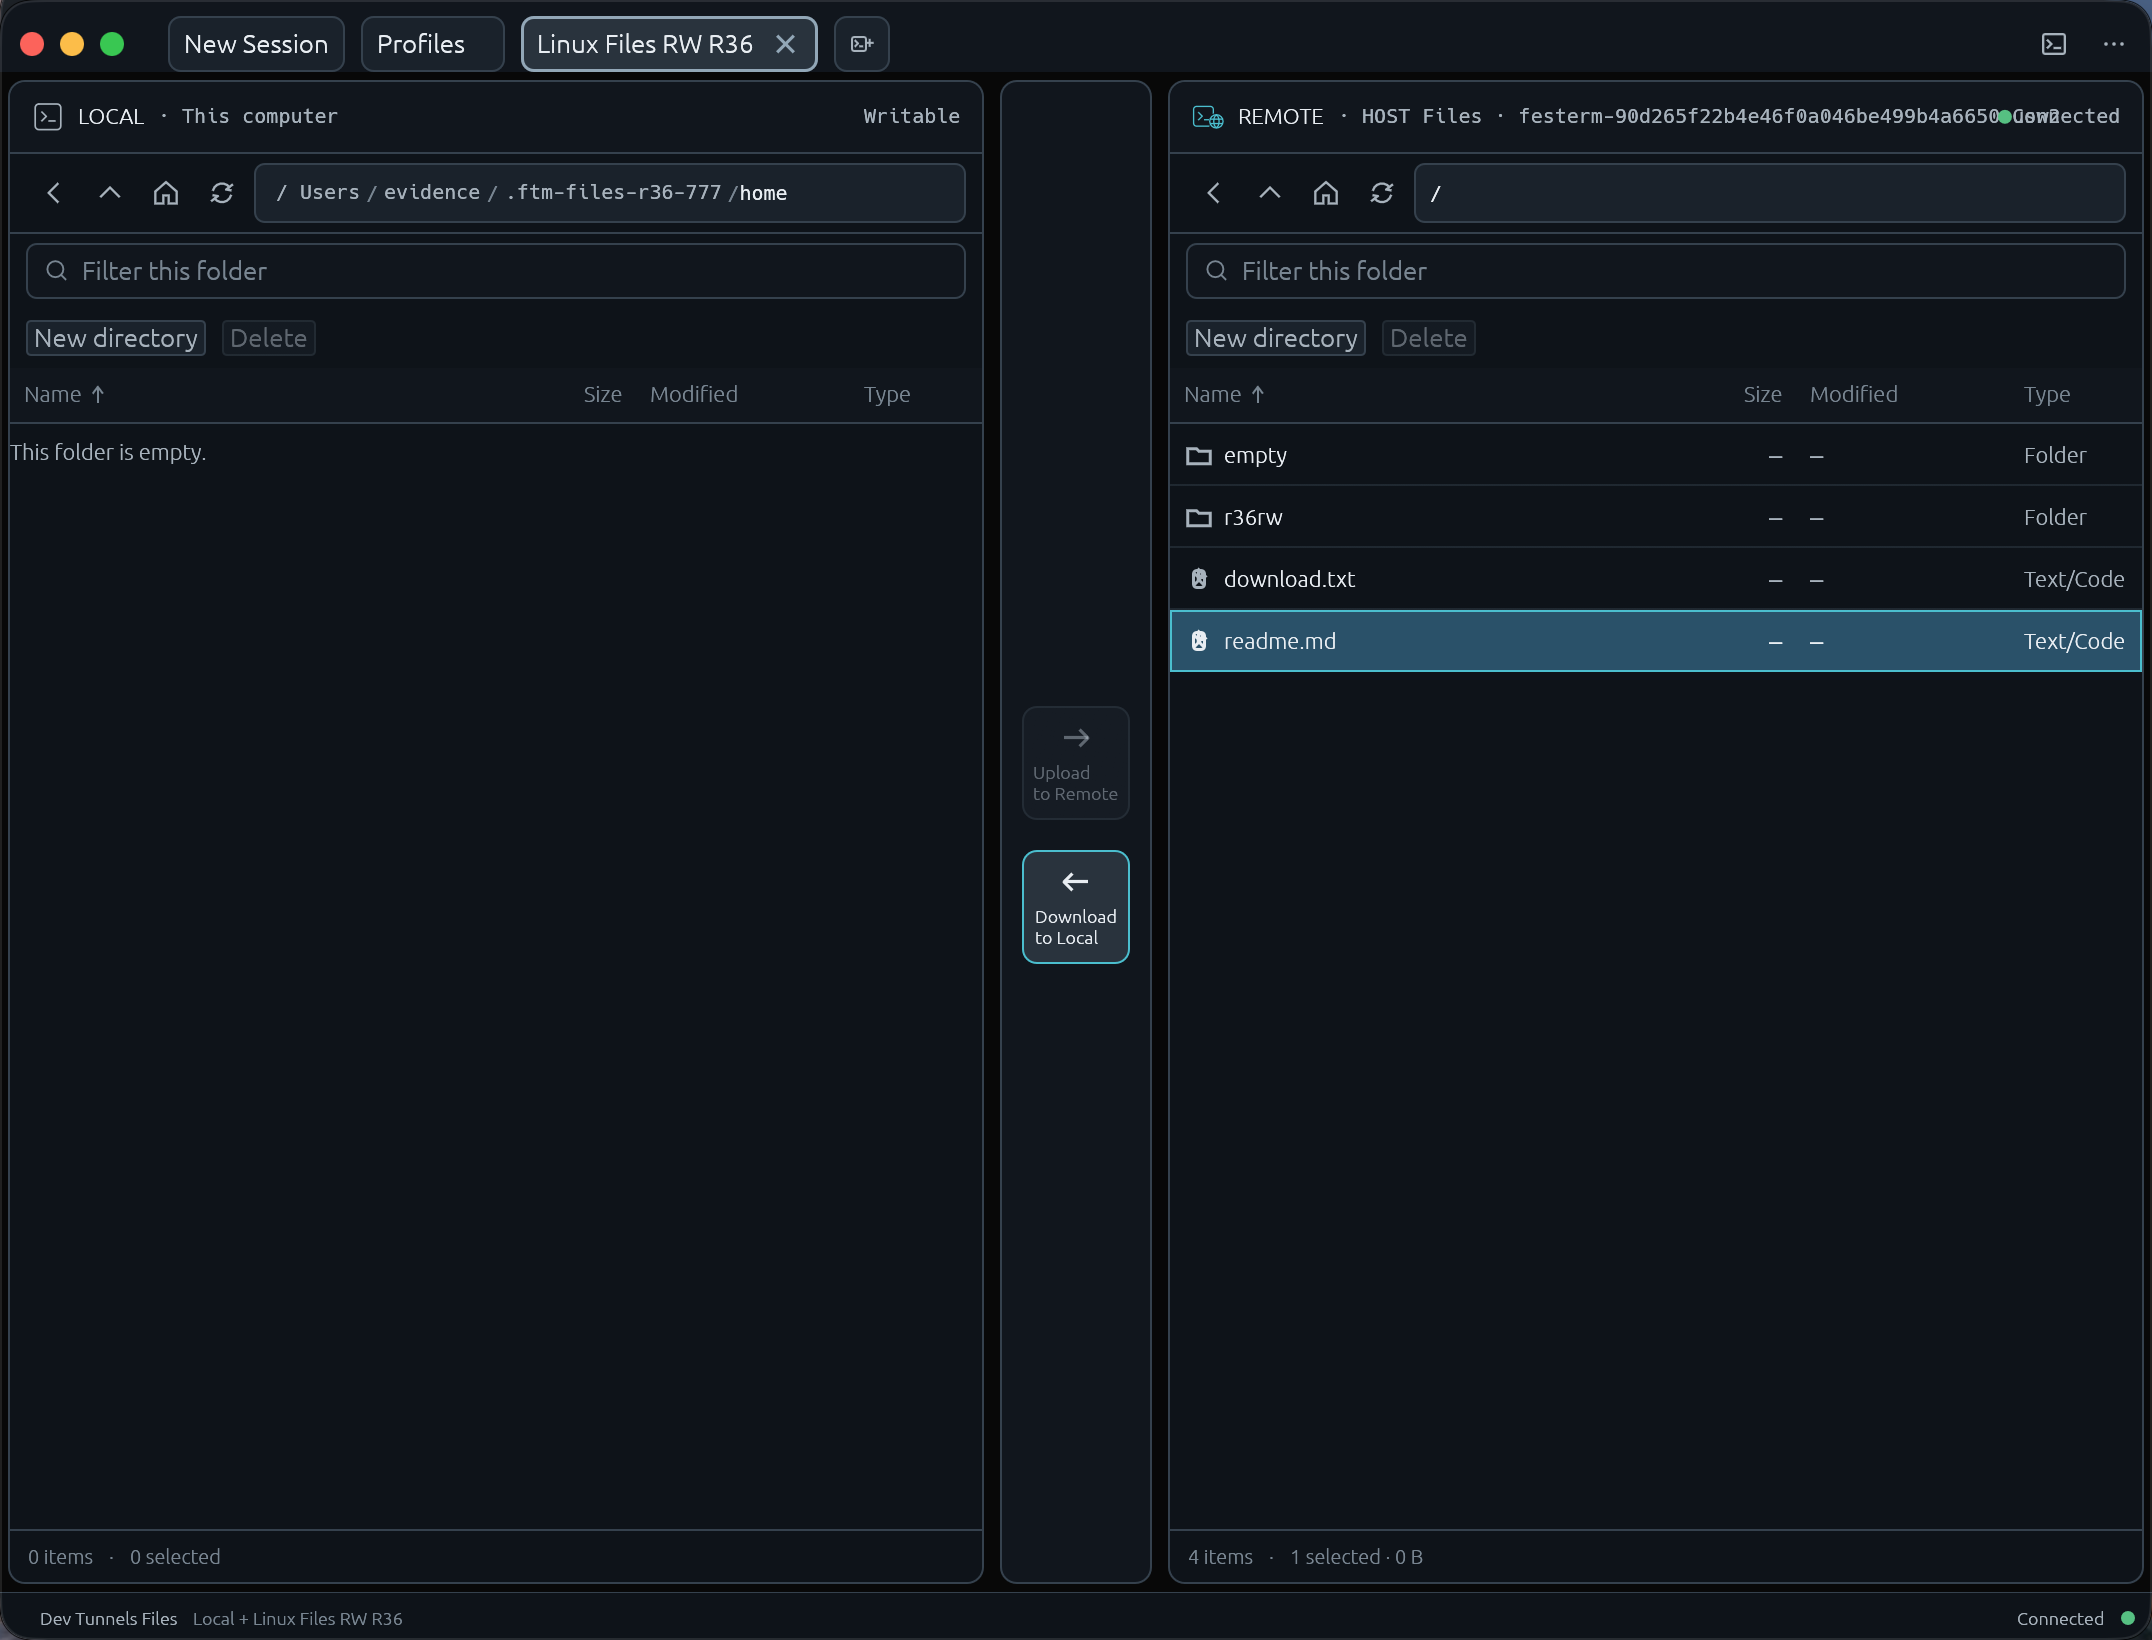 New Session Profiles Linux Files RW R36
LOCAL · This computer Writable
/ Users / evidence / .ftm-files-r36-777 /home
Filter this folder
New directory Delete
Name ↑ Size Modified Type
This folder is empty.
0 items · 0 selected
→
Upload
to Remote
←
Download
to Local
REMOTE · HOST Files · festerm-90d265f22b4e46f0a046be499b4a6650 Connected
/
Filter this folder
New directory Delete
Name ↑ Size Modified Type
empty – – Folder
r36rw – – Folder
download.txt – – Text/Code
readme.md – – Text/Code
4 items · 1 selected · 0 B
Dev Tunnels Files Local + Linux Files RW R36 Connected